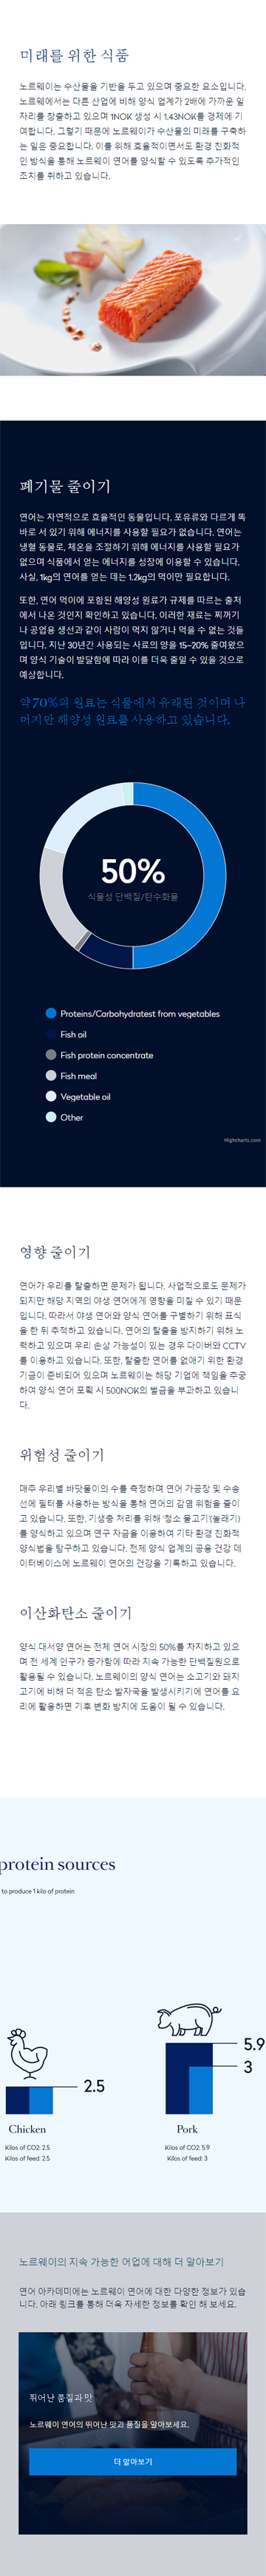 미래를 위한 식품
노르웨이는 수산물을 기반을 두고 있으며 중요한 요소입니다.
노르웨이에서는 다른 산업에 비해 양식 업계가 2배에 가까운 일
자리를 창출하고 있으며 1NOK 생성 시 1.43NOK를 경제에 기
여합니다. 그렇기 때문에 노르웨이가 수산물의 미래를 구축하
는 일은 중요합니다. 이를 위해 효율적이면서도 환경 친화적
인 방식을 통해 노르웨이 연어를 양식할 수 있도록 추가적인
조치를 취하고 있습니다.
폐기물 줄이기
연어는 자연적으로 효율적인 동물입니다. 포유류와 다르게 똑
바로 서 있기 위해 에너지를 사용할 필요가 없습니다. 연어는
냉혈 동물로, 체온을 조절하기 위해 에너지를 사용할 필요가
없으며 식품에서 얻는 에너지를 성장에 이용할 수 있습니다.
사실, 1kg의 연어를 얻는 데는 1.2kg의 먹이만 필요합니다.
또한, 연어 먹이에 포함된 해양성 원료가 규제를 따르는 출처
에서 나온 것인지 확인하고 있습니다. 이러한 재료는 찌꺼기
나 공업용 생선과 같이 사람이 먹지 않거나 먹을 수 없는 것들
입니다. 지난 30년간 사용되는 사료의 양을 15-20% 줄여왔으
며 양식 기술이 발달함에 따라 이를 더욱 줄일 수 있을 것으로
예상합니다.
약 70%의 원료는 식물에서 유래된 것이며 나
머지만 해양성 원료를 사용하고 있습니다.
50%
식물성 단백질/탄수화물
Proteins/Carbohydratest from vegetables
Fish oil
Fish protein concentrate
Fish meal
Vegetable oil
Other
Highcharts.com
영향 줄이기
연어가 우리를 탈출하면 문제가 됩니다. 사업적으로도 문제가
되지만 해당 지역의 야생 연어에게 영향을 미칠 수 있기 때문
입니다. 따라서 야생 연어와 양식 연어를 구별하기 위해 표식
을 한 뒤 추적하고 있습니다. 연어의 탈출을 방지하기 위해 노
력하고 있으며 우리 손상 가능성이 있는 경우 다이버와 CCTV
를 이용하고 있습니다. 또한, 탈출한 연어를 없애기 위한 환경
기금이 준비되어 있으며 노르웨이는 해당 기업에 책임을 추궁
하여 양식 연어 포획 시 500NOK의 벌금을 부과하고 있습니
다.
위험성 줄이기
매주 우리별 바닷물이의 수를 측정하며 연어 가공장 및 수송
선에 필터를 사용하는 방식을 통해 연어의 감염 위험을 줄이
고 있습니다. 또한, 기생충 처리를 위해 '청소 물고기'(놀래기)
를 양식하고 있으며 연구 자금을 이용하여 기타 환경 친화적
양식법을 탐구하고 있습니다. 전체 양식 업계의 공용 건강 데
이터베이스에 노르웨이 연어의 건강을 기록하고 있습니다.
이산화탄소 줄이기
양식 대서양 연어는 전체 연어 시장의 50%를 차지하고 있으
며 전 세계 인구가 증가함에 따라 지속 가능한 단백질원으로
활용될 수 있습니다. 노르웨이의 양식 연어는 소고기와 돼지
고기에 비해 더 적은 탄소 발자국을 발생시키기에 연어를 요
리에 활용하면 기후 변화 방지에 도움이 될 수 있습니다.
protein sources
to produce 1 kilo of protein
5.9
3
2.5
Chicken
Pork
Kilos of CO2: 2.5
Kilos of CO2: 5.9
Kilos of feed: 2.5
Kilos of feed: 3
노르웨이의 지속 가능한 어업에 대해 더 알아보기
연어 아카데미에는 노르웨이 연어에 대한 다양한 정보가 있습
니다. 아래 링크를 통해 더욱 자세한 정보를 확인 해 보세요.
뛰어난 품질과 맛
노르웨이 연어의 뛰어난 맛과 품질을 알아보세요.
더 알아보기